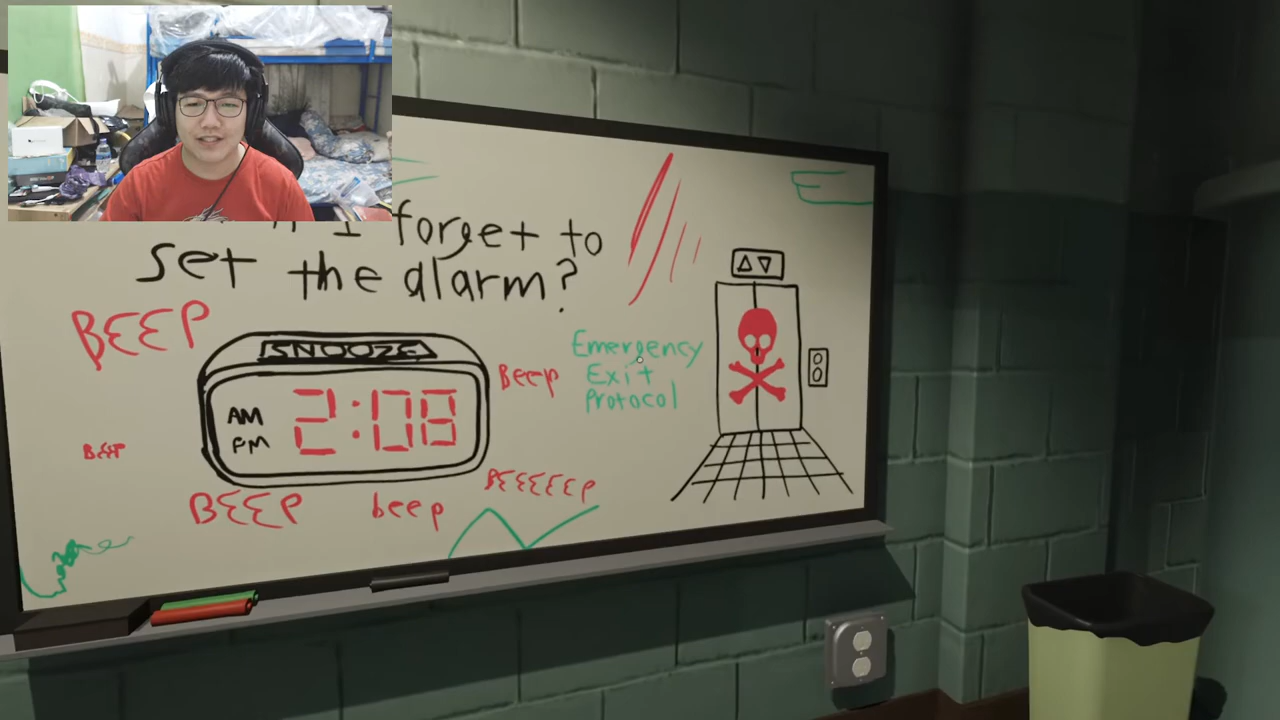 I forget to
set the alarm?
BEEP
SNOOZE
AM
PM
2:08
Beep
BEEP
BEEP
beep
BEEEEEP
Emergency
Exit
Protocol
E